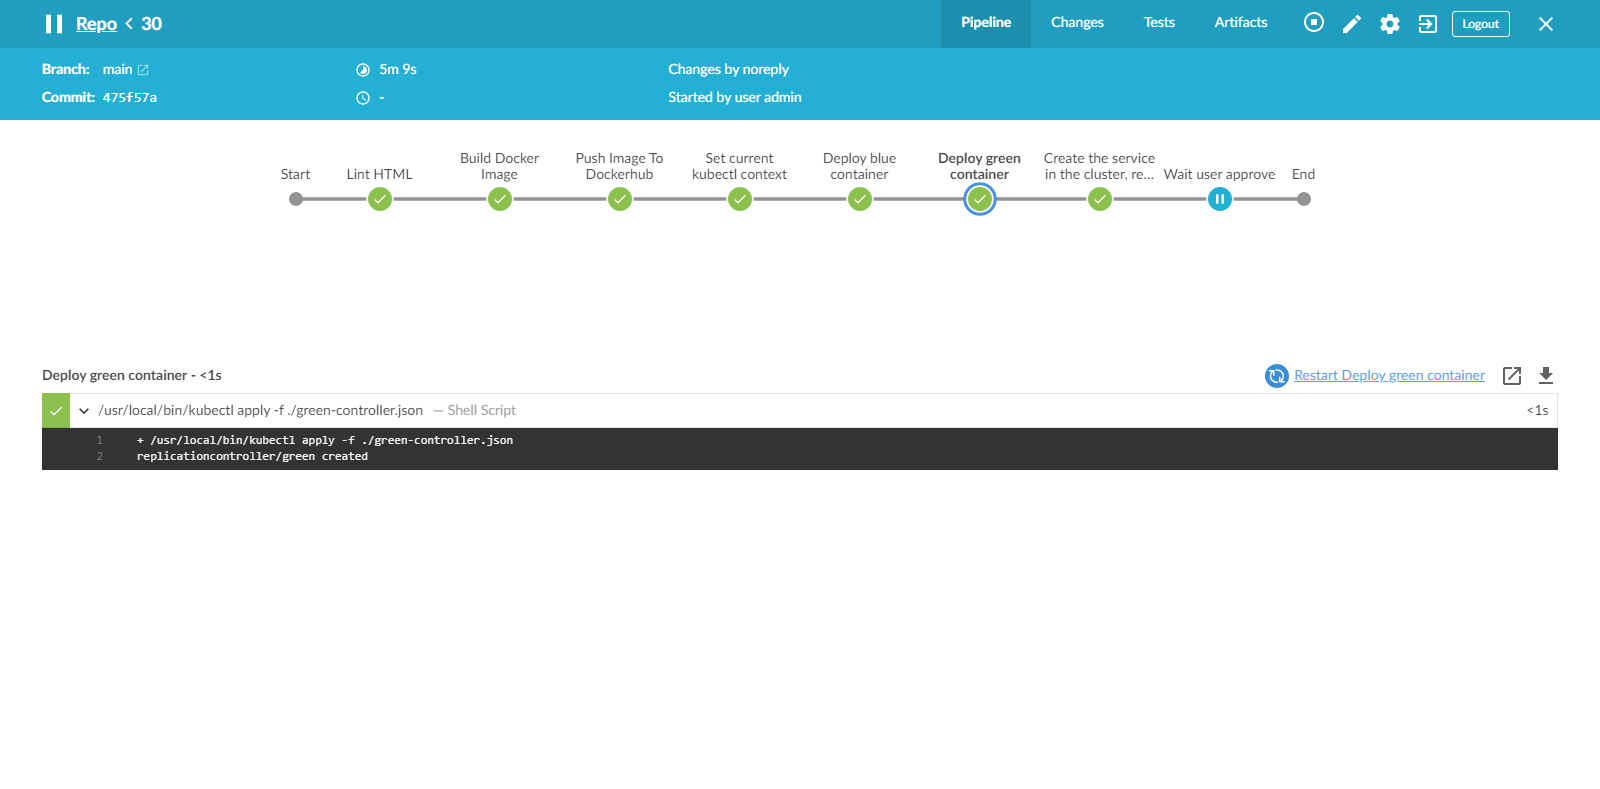 Repo < 30
Pipeline
Changes
Tests
Artifacts
Logout
Branch: main
5m 9s
Changes by noreply
Commit: 475f57a
-
Started by user admin
Start
Lint HTML
Build Docker
Image
Push Image To
Dockerhub
Set current
kubectl context
Deploy blue
container
Deploy green
container
Create the service
in the cluster, re...
Wait user approve
End
Deploy green container - <1s
Restart Deploy green container
/usr/local/bin/kubectl apply -f ./green-controller.json — Shell Script
<1s
1 + /usr/local/bin/kubectl apply -f ./green-controller.json
2 replicationcontroller/green created